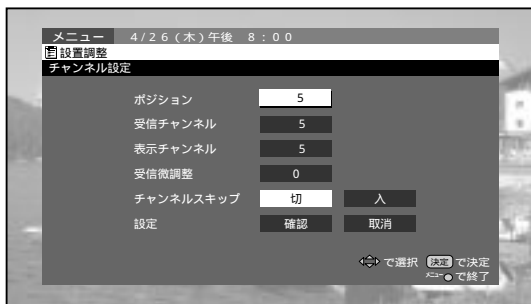 メニュー 4/26(木)午後 8:00
設置調整
チャンネル設定
ポジション 5
受信チャンネル 5
表示チャンネル 5
受信微調整 0
チャンネルスキップ 切 入
設定 確認 取消
で選択 決定 で決定
メニュー で終了